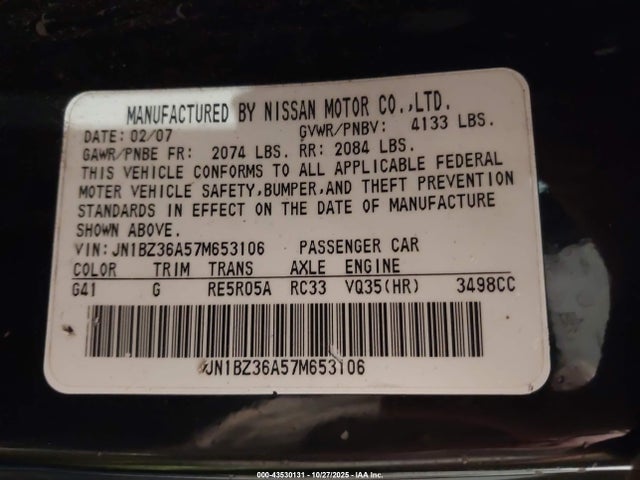 MANUFACTURED BY NISSAN MOTOR CO.,LTD.
DATE: 02/07 GVWR/PNBV: 4133 LBS.
GAWR/PNBE FR: 2074 LBS. RR: 2084 LBS.
THIS VEHICLE CONFORMS TO ALL APPLICABLE FEDERAL
MOTER VEHICLE SAFETY,BUMPER,AND THEFT PREVENTION
STANDARDS IN EFFECT ON THE DATE OF MANUFACTURE
SHOWN ABOVE.
VIN:JN1BZ36A57M653106 PASSENGER CAR
COLOR TRIM TRANS AXLE ENGINE
G41 G RE5R05A RC33 VQ35(HR) 3498CC
JN1BZ36A57M653106
000-43530131 - 10/27/2025 - IAA Inc.